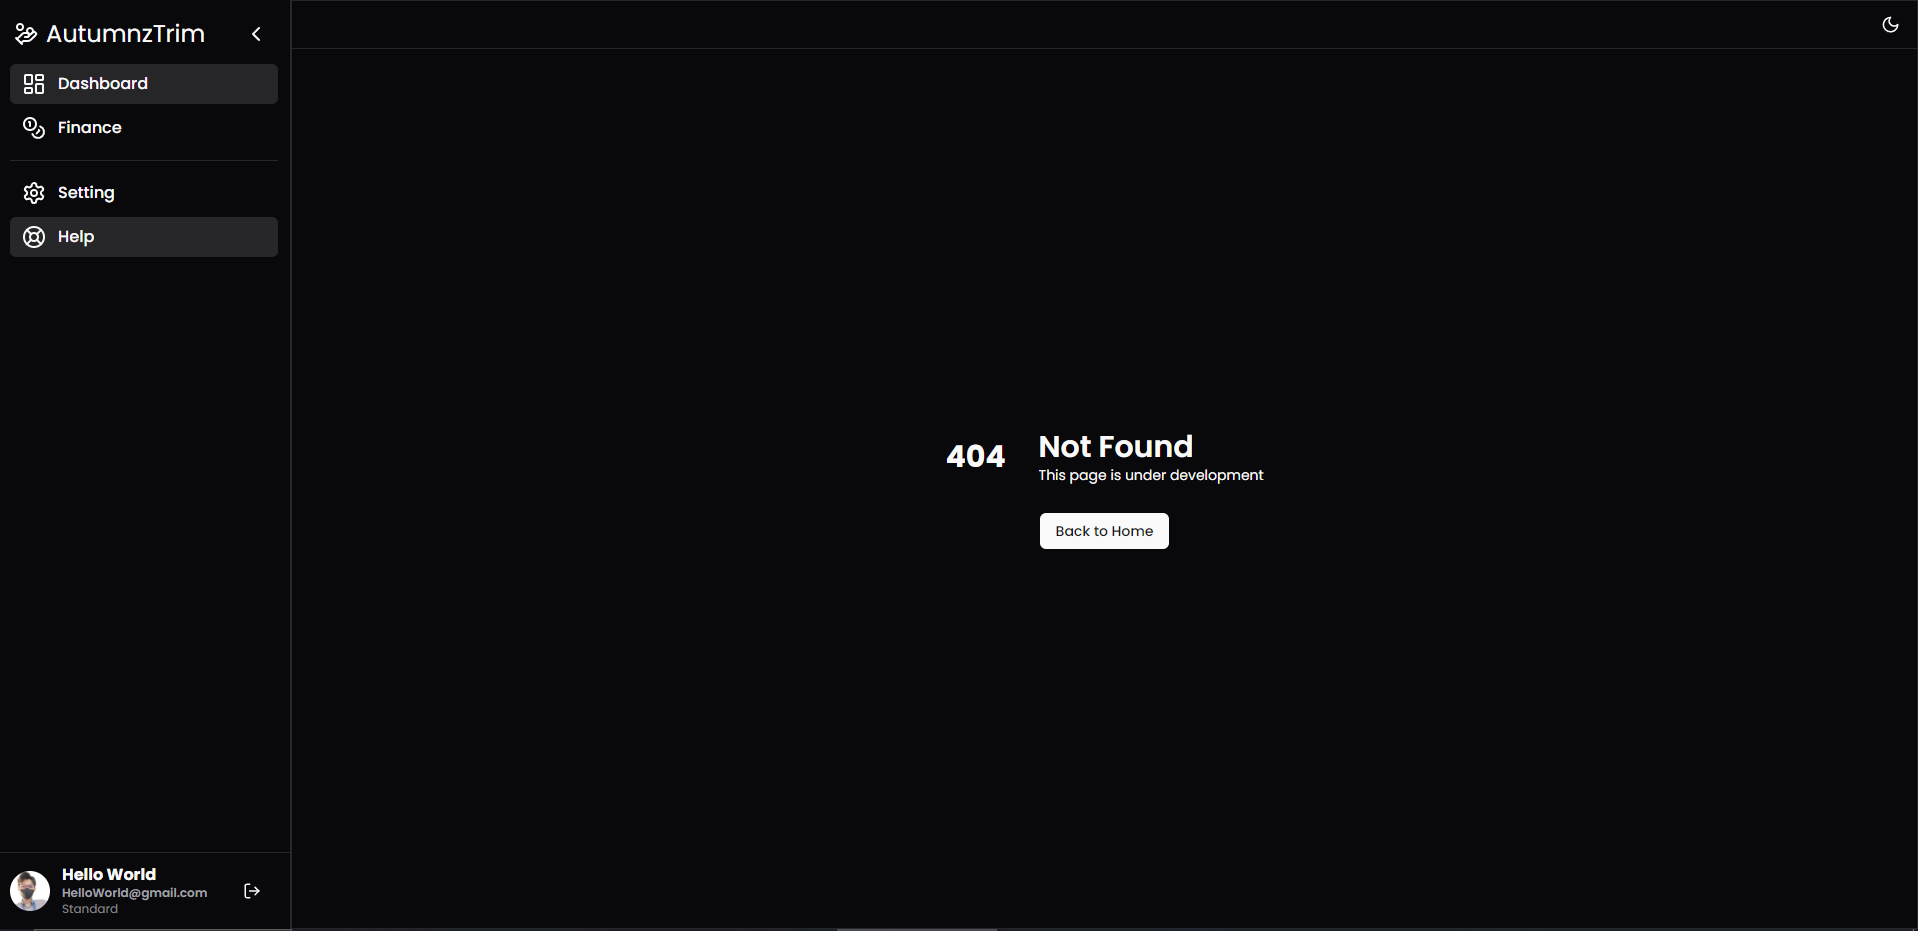 AutumnzTrim
Dashboard
Finance
Setting
Help
404
Not Found
This page is under development
Back to Home
Hello World
HelloWorld@gmail.com
Standard